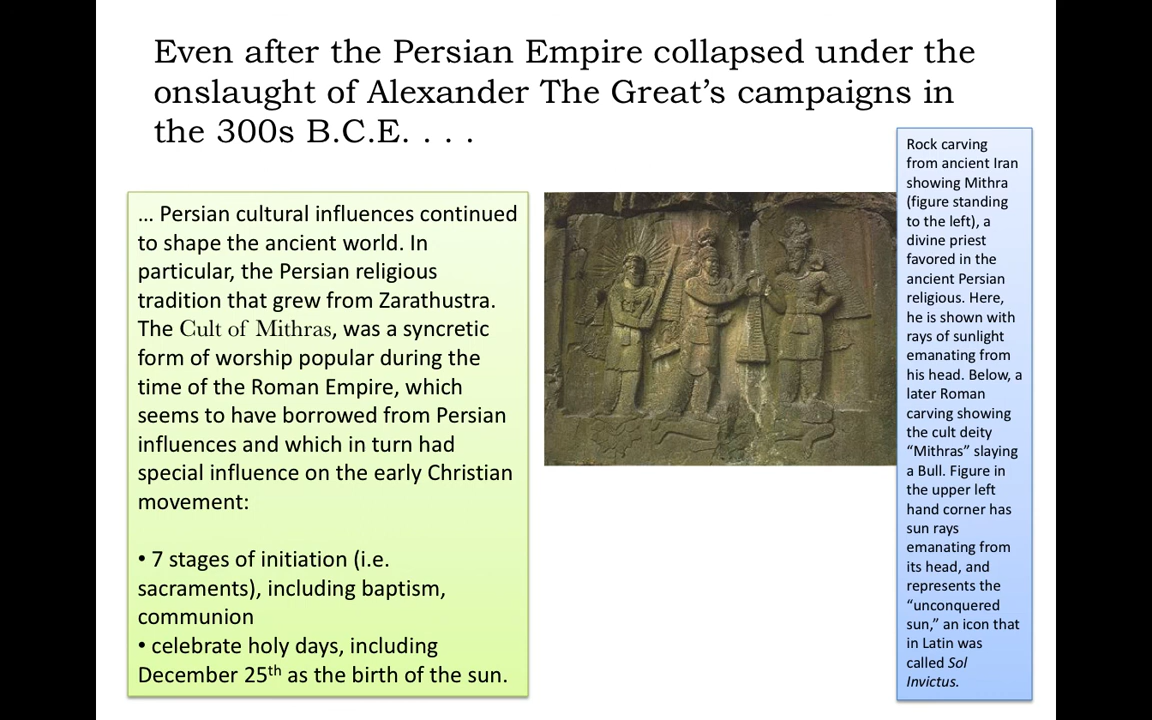 Even after the Persian Empire collapsed under the
onslaught of Alexander The Great’s campaigns in
the 300s B.C.E. . . .
… Persian cultural influences continued
to shape the ancient world. In
particular, the Persian religious
tradition that grew from Zarathustra.
The Cult of Mithras, was a syncretic
form of worship popular during the
time of the Roman Empire, which
seems to have borrowed from Persian
influences and which in turn had
special influence on the early Christian
movement:
• 7 stages of initiation (i.e.
sacraments), including baptism,
communion
• celebrate holy days, including
December 25th as the birth of the sun.
Rock carving
from ancient Iran
showing Mithra
(figure standing
to the left), a
divine priest
favored in the
ancient Persian
religious. Here,
he is shown with
rays of sunlight
emanating from
his head. Below, a
later Roman
carving showing
the cult deity
“Mithras” slaying
a Bull. Figure in
the upper left
hand corner has
sun rays
emanating from
its head, and
represents the
“unconquered
sun,” an icon that
in Latin was
called Sol
Invictus.